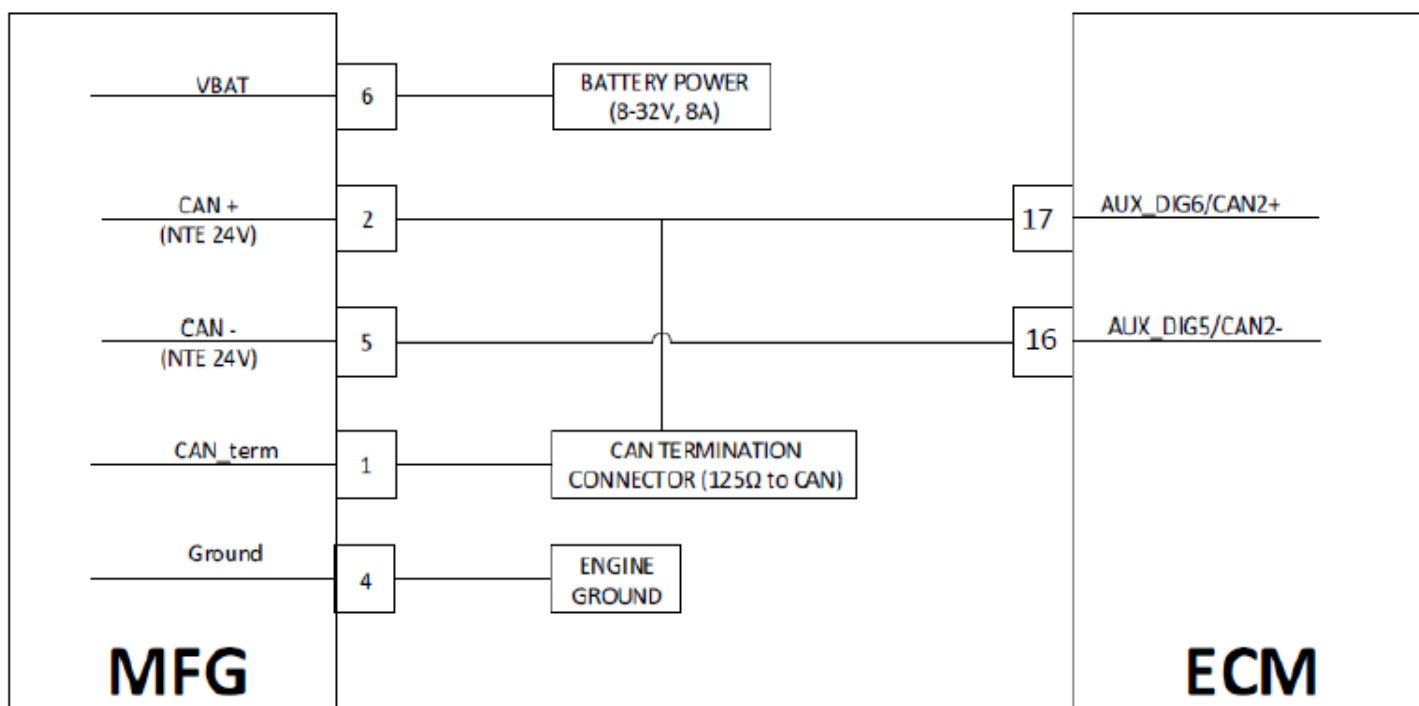 VBAT
6
BATTERY POWER
(8-32V, 8A)
CAN +
(NTE 24V)
2
17
AUX_DIG6/CAN2+
CAN -
(NTE 24V)
5
16
AUX_DIG5/CAN2-
CAN_term
1
CAN TERMINATION
CONNECTOR (125Ω to CAN)
Ground
4
ENGINE
GROUND
MFG
ECM